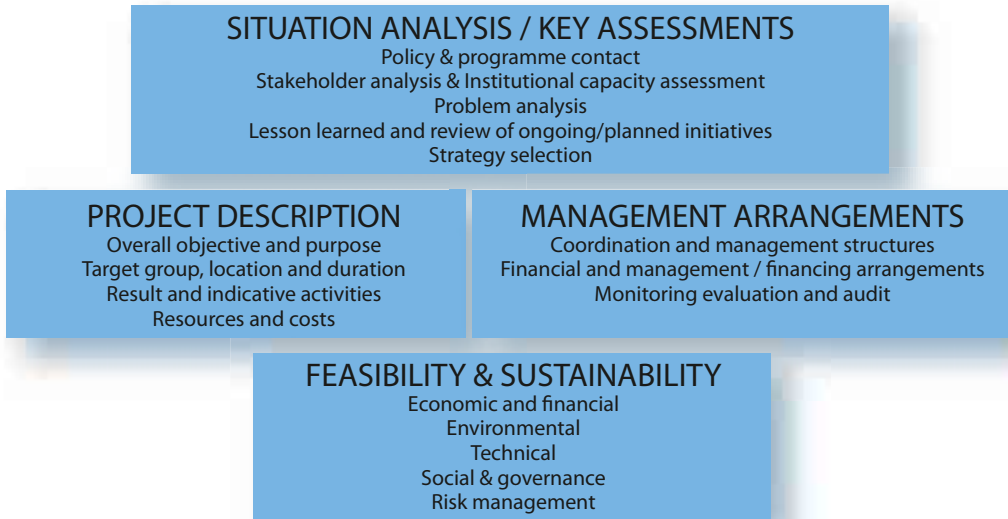 SITUATION ANALYSIS / KEY ASSESSMENTS
Policy & programme contact
Stakeholder analysis & Institutional capacity assessment
Problem analysis
Lesson learned and review of ongoing/planned initiatives
Strategy selection
PROJECT DESCRIPTION
Overall objective and purpose
Target group, location and duration
Result and indicative activities
Resources and costs
MANAGEMENT ARRANGEMENTS
Coordination and management structures
Financial and management / financing arrangements
Monitoring evaluation and audit
FEASIBILITY & SUSTAINABILITY
Economic and financial
Environmental
Technical
Social & governance
Risk management